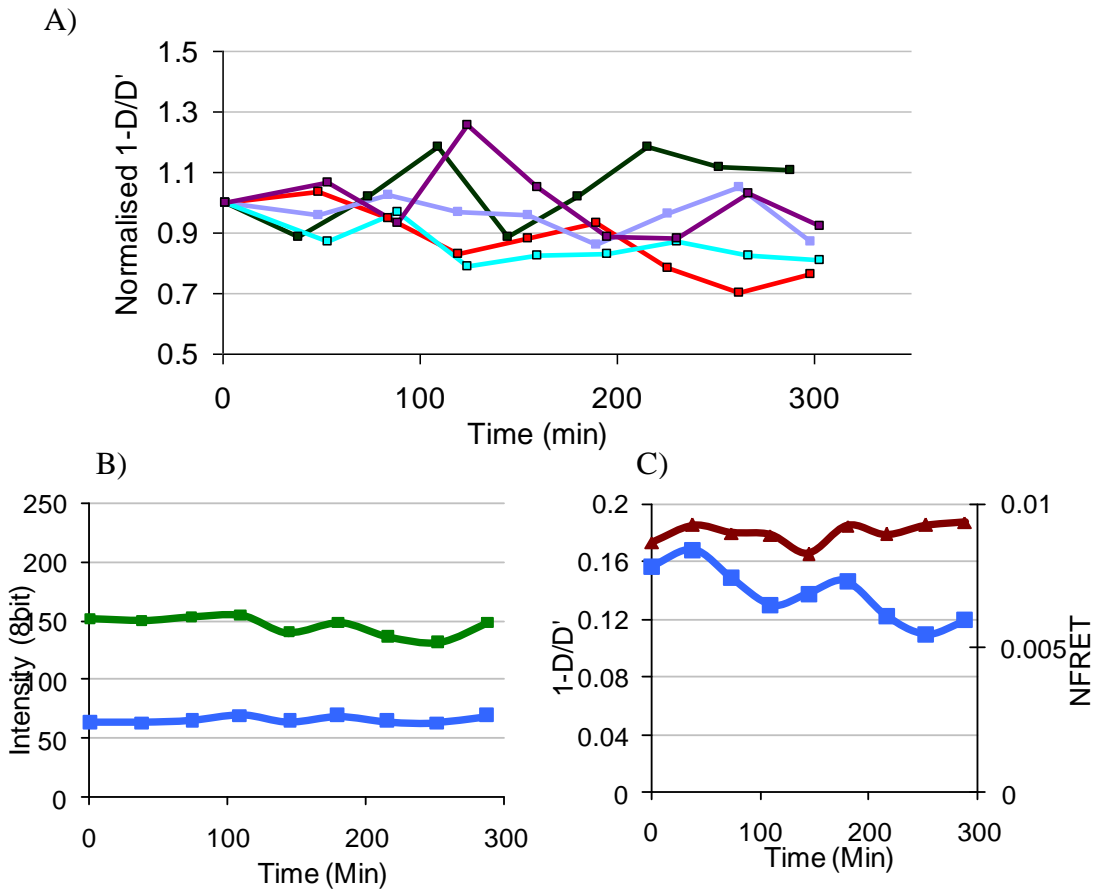 A)
1.5
1.3
1.1
0.9
0.7
0.5
Normalised 1-D/D'
0 100 200 300
Time (min)
B)
250
200
150
100
50
0
Intensity (8bit)
0 100 200 300
Time (Min)
C)
0.2
0.16
0.12
0.08
0.04
0
1-D/D'
0.01
0.005
0
NFRET
0 100 200 300
Time (Min)